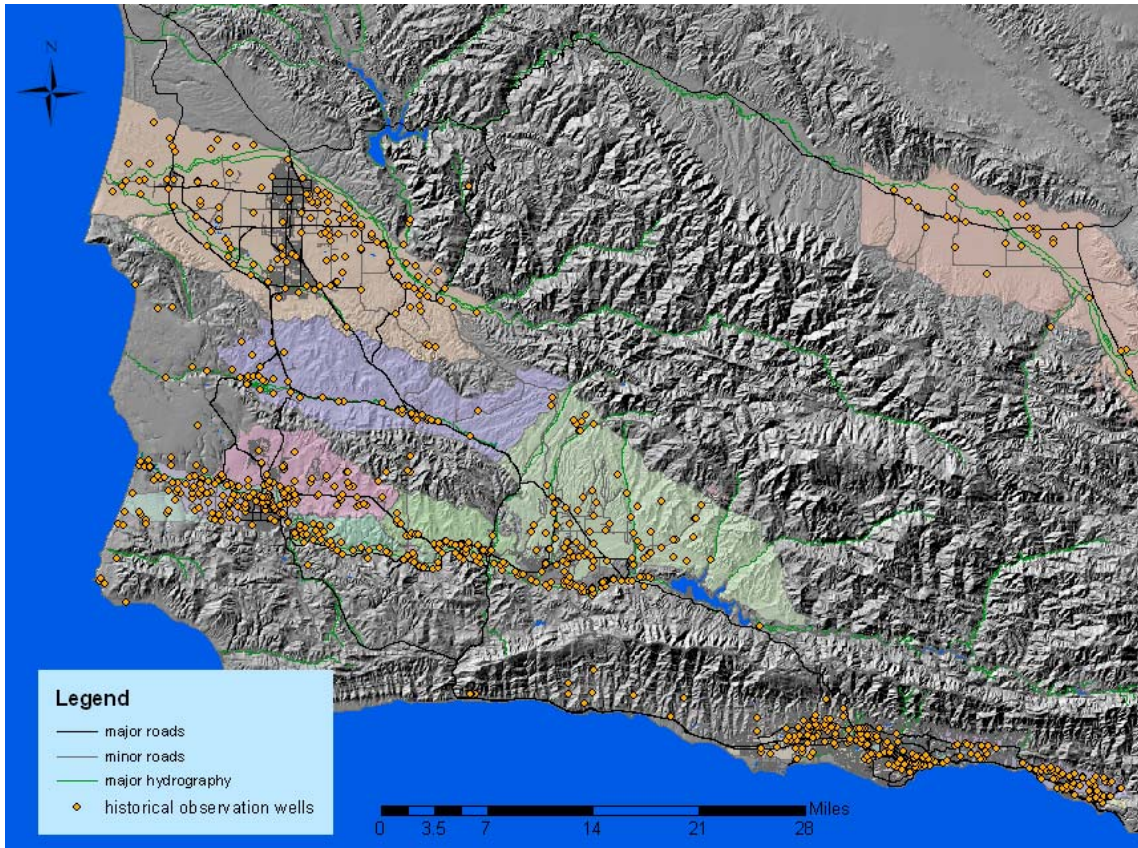 N
Legend
major roads
minor roads
major hydrography
historical observation wells
Miles
0 3.5 7 14 21 28